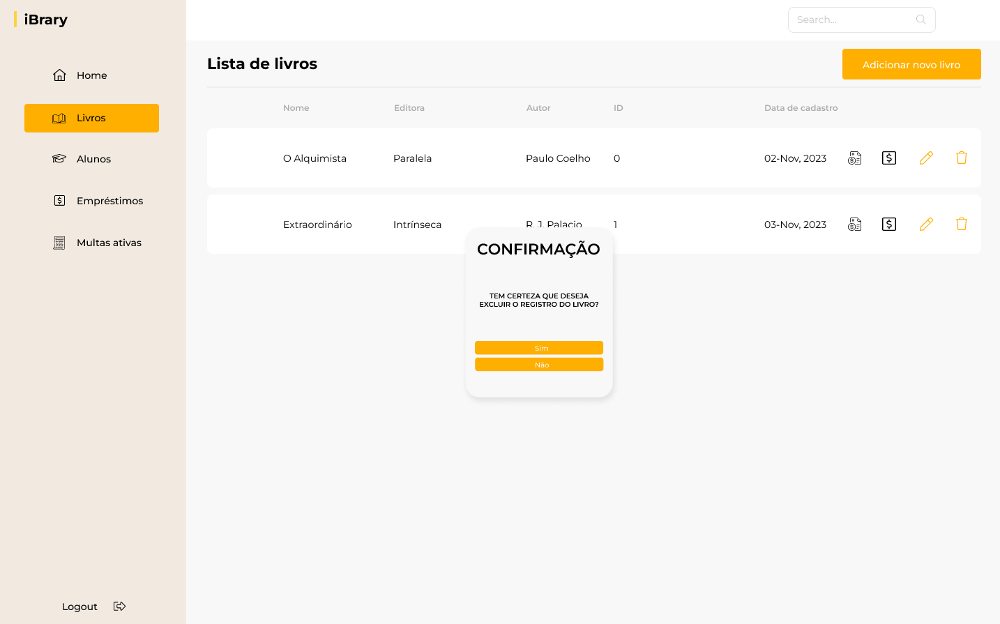 iBrary
Search...
Home
Livros
Alunos
Empréstimos
Multas ativas
Logout
Lista de livros
Adicionar novo livro
Nome Editora Autor ID Data de cadastro
O Alquimista Paralela Paulo Coelho 0 02-Nov, 2023
Extraordinário Intrínseca R. J. Palacio 1 03-Nov, 2023
CONFIRMAÇÃO
TEM CERTEZA QUE DESEJA
EXCLUIR O REGISTRO DO LIVRO?
Sim
Não